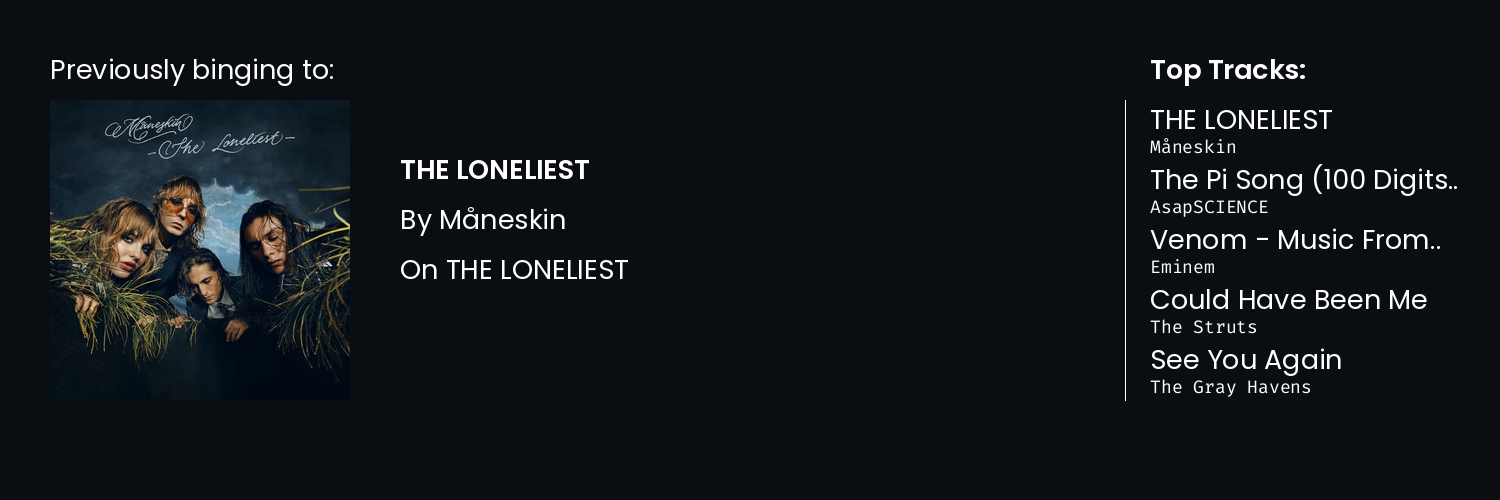 Previously binging to:
Måneskin
- The Loneliest -
THE LONELIEST
By Måneskin
On THE LONELIEST
Top Tracks:
THE LONELIEST
Måneskin
The Pi Song (100 Digits..
AsapSCIENCE
Venom - Music From..
Eminem
Could Have Been Me
The Struts
See You Again
The Gray Havens